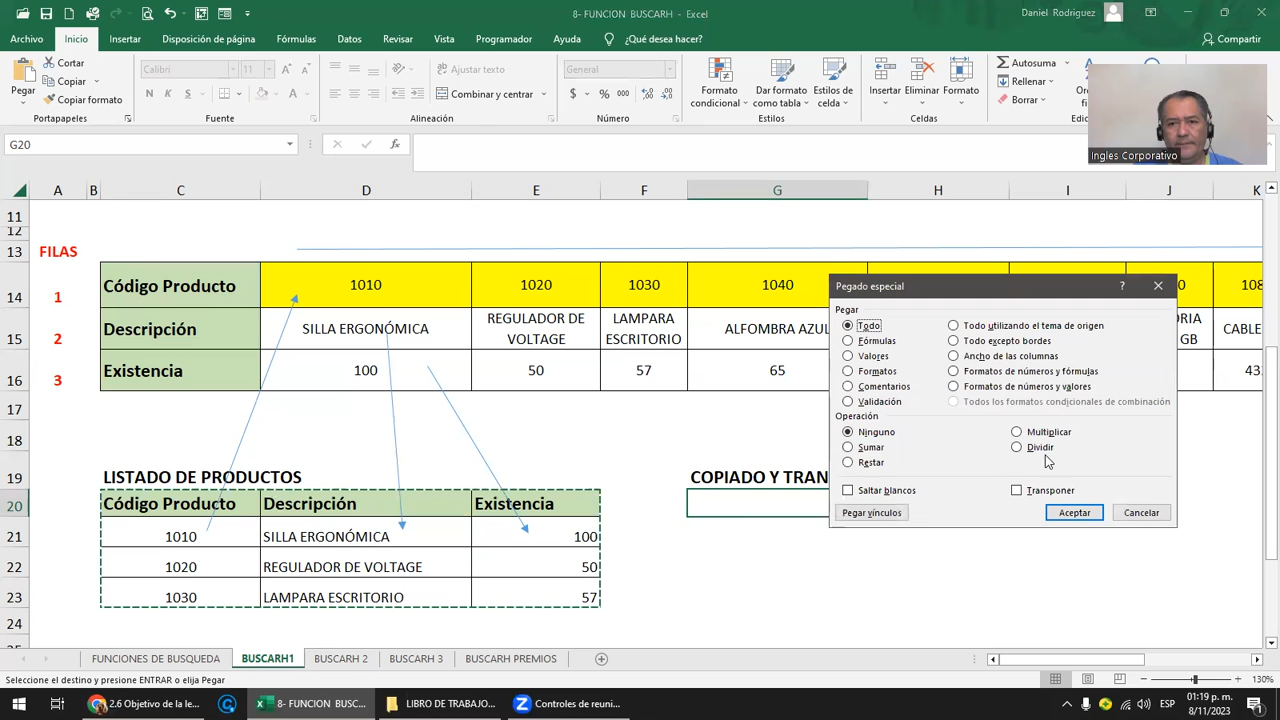 8- FUNCION BUSCARH - Excel
Daniel Rodriguez
Archivo Inicio Insertar Disposición de página Fórmulas Datos Revisar Vista Programador Ayuda ¿Qué desea hacer? Compartir
Pegar
Cortar
Copiar
Copiar formato
Portapapeles
Calibri 11
N K S
Fuente
Ajustar texto
Combinar y centrar
Alineación
General
$ % 000
Número
Formato condicional
Dar formato como tabla
Estilos de celda
Estilos
Insertar Eliminar Formato
Celdas
Autosuma
Rellenar
Borrar
Ingles Corporativo
G20
fx
A B C D E F G H I J K
11
12
13 FILAS
14 1 Código Producto 1010 1020 1030 1040
15 2 Descripción SILLA ERGONÓMICA REGULADOR DE VOLTAGE LAMPARA ESCRITORIO ALFOMBRA AZUL GB CABLE
16 3 Existencia 100 50 57 65
17
18
19 LISTADO DE PRODUCTOS COPIADO Y TRAN
20 Código Producto Descripción Existencia
21 1010 SILLA ERGONÓMICA 100
22 1020 REGULADOR DE VOLTAGE 50
23 1030 LAMPARA ESCRITORIO 57
24
Pegado especial ?
Pegar
Todo Todo utilizando el tema de origen
Fórmulas Todo excepto bordes
Valores Ancho de las columnas
Formatos Formatos de números y fórmulas
Comentarios Formatos de números y valores
Validación Todos los formatos condicionales de combinación
Operación
Ninguno Multiplicar
Sumar Dividir
Restar
Saltar blancos Transponer
Pegar vínculos Aceptar Cancelar
FUNCIONES DE BUSQUEDA BUSCARH1 BUSCARH 2 BUSCARH 3 BUSCARH PREMIOS
Seleccione el destino y presione ENTRAR o elija Pegar
130%
2.6 Objetivo de la le...
8- FUNCION BUSC...
LIBRO DE TRABAJO...
Controles de reuni...
ESP
01:19 p. m.
8/11/2023